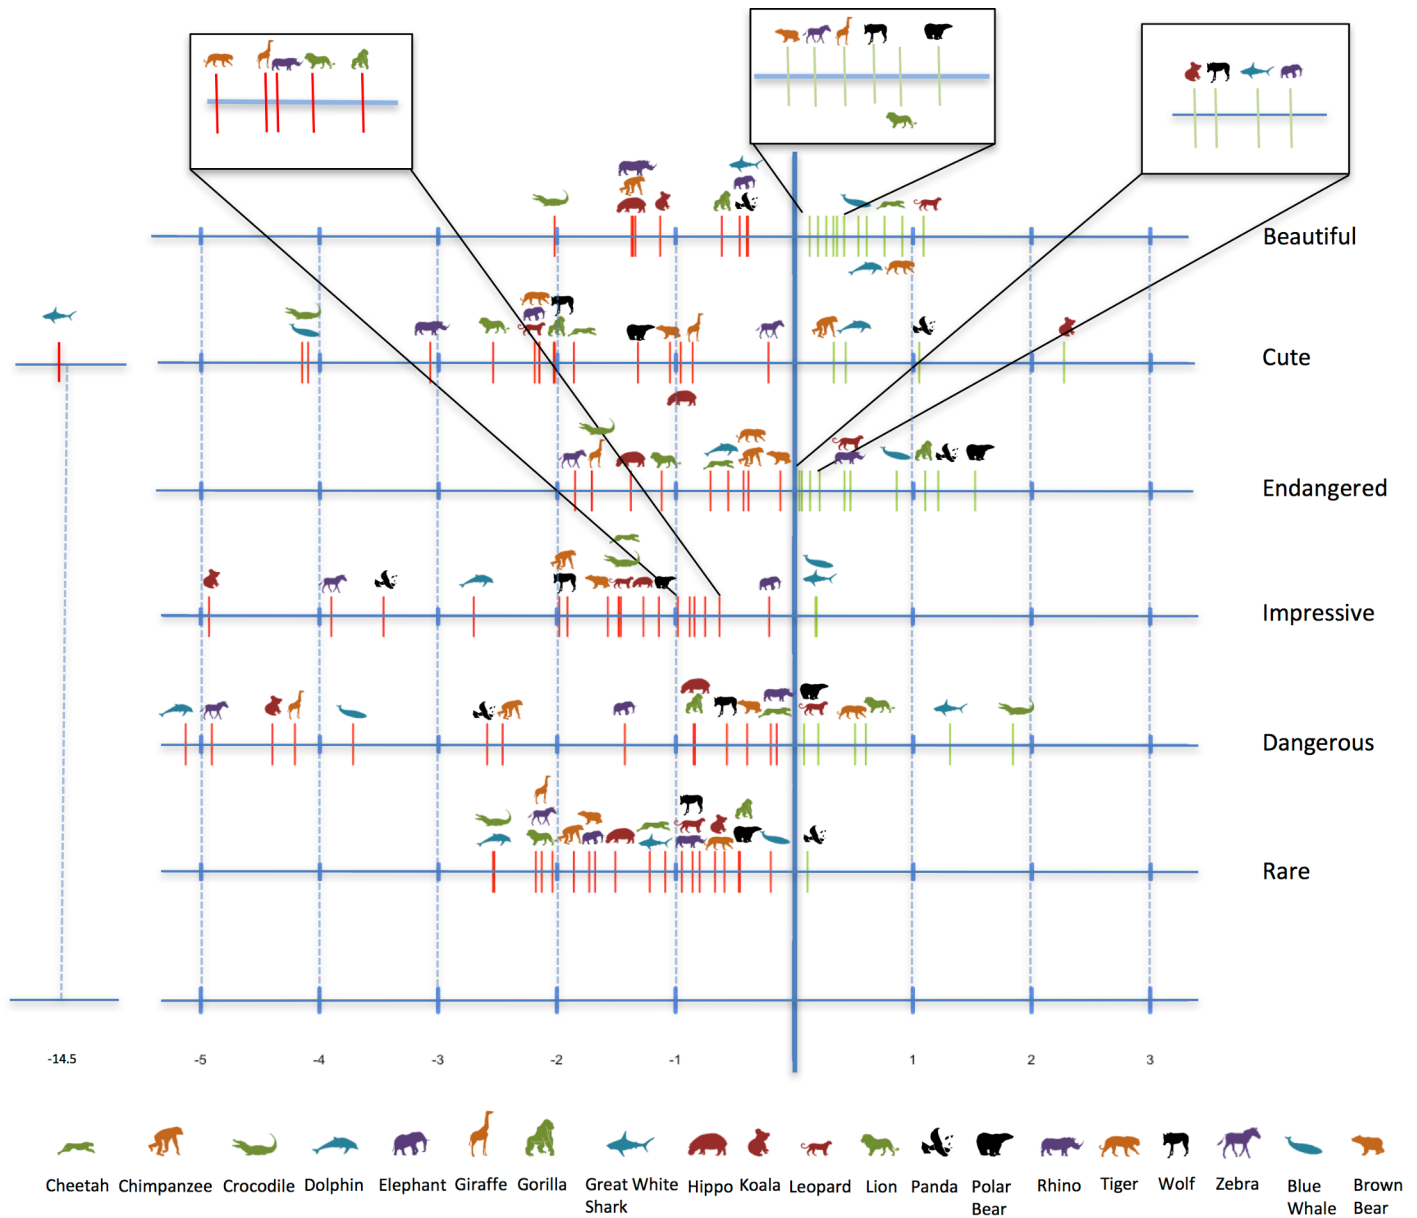 Beautiful
Cute
Endangered
Impressive
Dangerous
Rare
-14.5 -5 -4 -3 -2 -1 1 2 3
Cheetah Chimpanzee Crocodile Dolphin Elephant Giraffe Gorilla Great White Hippo Koala Leopard Lion Panda Polar Rhino Tiger Wolf Zebra Blue Brown
Shark Bear Whale Bear